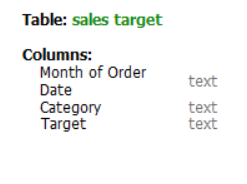 Table: sales target
Columns:
Month of Order
Date text
Category text
Target text